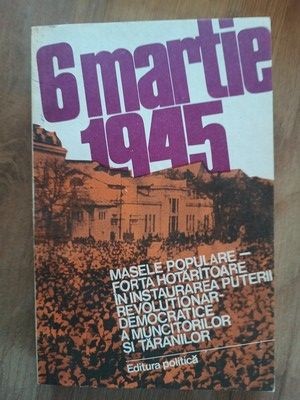 6 martie
1945
MASELE POPULARE –
FORȚA HOTĂRÎTOARE
ÎN INSTAURAREA PUTERII
REVOLUȚIONAR-
DEMOCRATICE
A MUNCITORILOR
ȘI ȚĂRANILOR
Editura politică